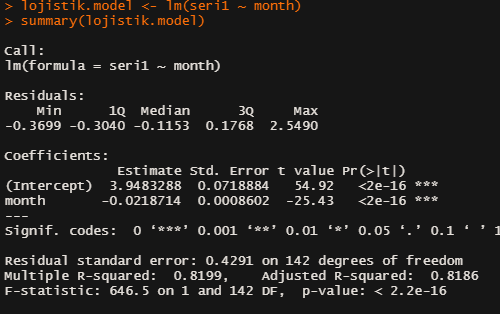 > lojistik.model <- lm(seri1 ~ month)
> summary(lojistik.model)
Call:
lm(formula = seri1 ~ month)
Residuals:
    Min      1Q  Median      3Q     Max
-0.3699 -0.3040 -0.1153  0.1768  2.5490
Coefficients:
              Estimate Std. Error t value Pr(>|t|)
(Intercept)  3.9483288  0.0718884   54.92   <2e-16 ***
month       -0.0218714  0.0008602  -25.43   <2e-16 ***
---
Signif. codes:  0 ‘***’ 0.001 ‘**’ 0.01 ‘*’ 0.05 ‘.’ 0.1 ‘ ’ 1
Residual standard error: 0.4291 on 142 degrees of freedom
Multiple R-squared:  0.8199,	Adjusted R-squared:  0.8186
F-statistic: 646.5 on 1 and 142 DF,  p-value: < 2.2e-16